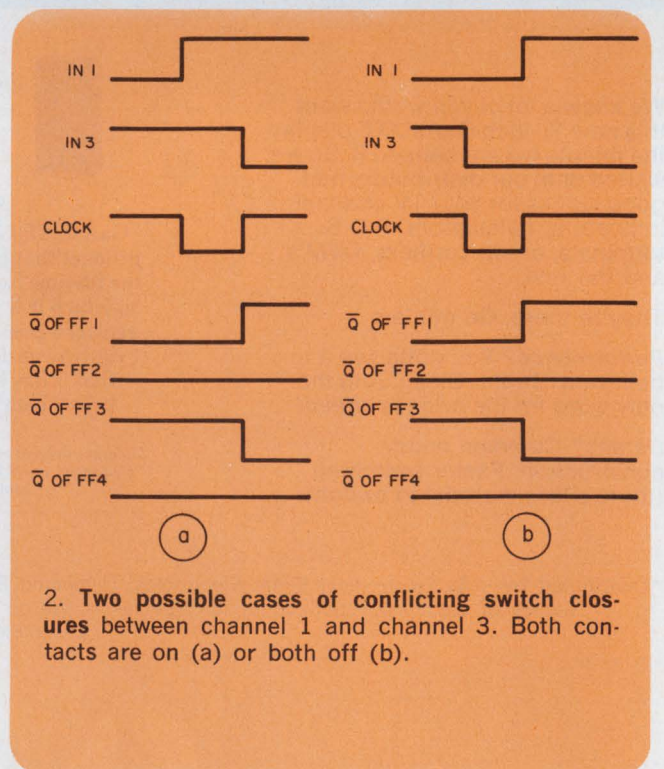 IN 1 IN 1
IN 3 IN 3
CLOCK CLOCK
Q̅ OF FF1 Q̅ OF FF1
Q̅ OF FF2 Q̅ OF FF2
Q̅ OF FF3 Q̅ OF FF3
Q̅ OF FF4 Q̅ OF FF4
a b
2. Two possible cases of conflicting switch clos-
ures between channel 1 and channel 3. Both con-
tacts are on (a) or both off (b).